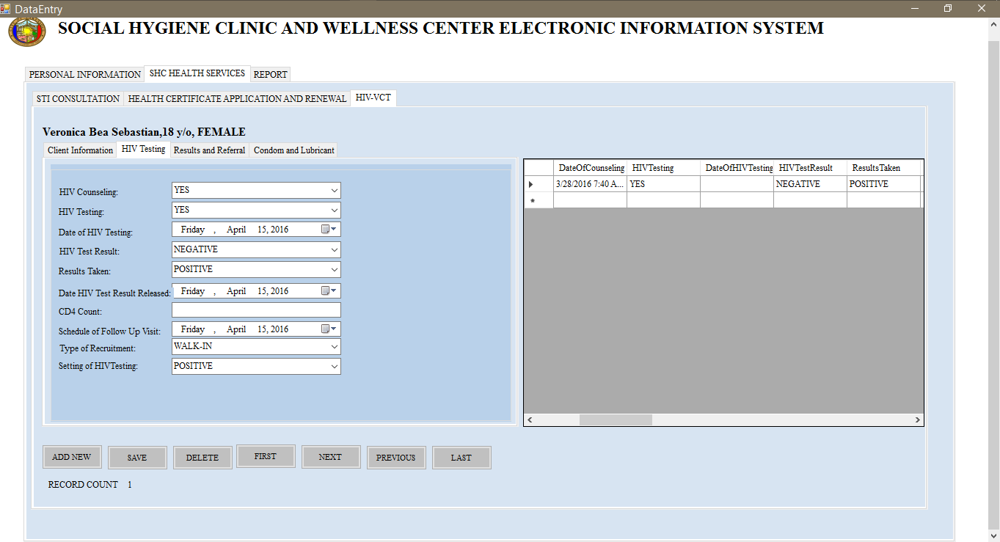 DataEntry
SOCIAL HYGIENE CLINIC AND WELLNESS CENTER ELECTRONIC INFORMATION SYSTEM
PERSONAL INFORMATION SHC HEALTH SERVICES REPORT
STI CONSULTATION HEALTH CERTIFICATE APPLICATION AND RENEWAL HIV-VCT
Veronica Bea Sebastian,18 y/o, FEMALE
Client Information HIV Testing Results and Referral Condom and Lubricant
HIV Counseling: YES
HIV Testing: YES
Date of HIV Testing: Friday , April 15, 2016
HIV Test Result: NEGATIVE
Results Taken: POSITIVE
Date HIV Test Result Released: Friday , April 15, 2016
CD4 Count:
Schedule of Follow Up Visit: Friday , April 15, 2016
Type of Recruitment: WALK-IN
Setting of HIVTesting: POSITIVE
DateOfCounseling HIVTesting DateOfHIVTesting HIVTestResult ResultsTaken
3/28/2016 7:40 A... YES NEGATIVE POSITIVE
ADD NEW SAVE DELETE FIRST NEXT PREVIOUS LAST
RECORD COUNT 1